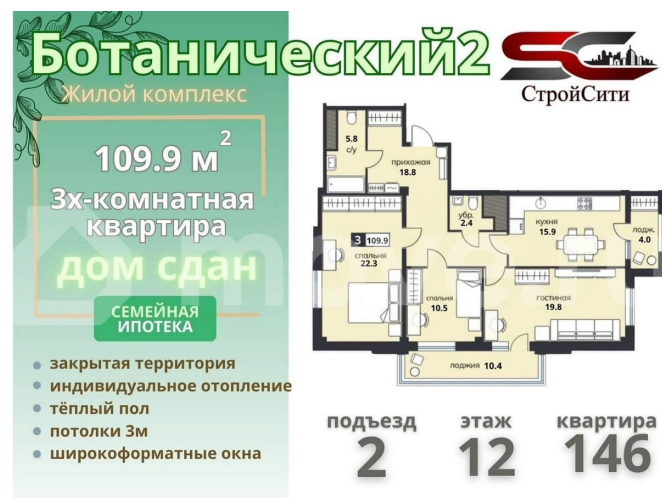 Ботанический2
Жилой комплекс
109.9 м2
3х-комнатная
квартира
дом сдан
СЕМЕЙНАЯ
ИПОТЕКА
закрытая территория
индивидуальное отопление
тёплый пол
потолки 3м
широкоформатные окна
SC
СтройСити
5.8
с/у
прихожая
18.8
убр.
2.4
кухня
15.9
лодж.
4.0
3 109.9
спальня
22.3
спальня
10.5
гостиная
19.8
лоджия 10.4
подъезд
2
этаж
12
квартира
146